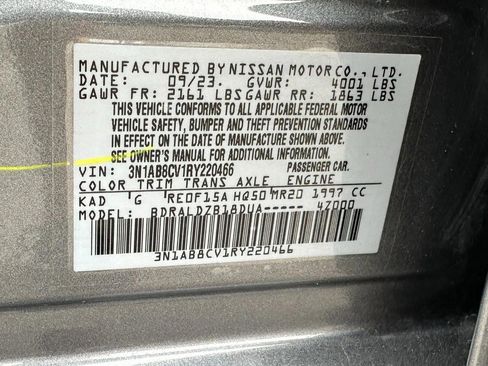 MANUFACTURED BY NISSAN MOTOR CO., LTD.
DATE: 09/23. GVWR: 4001 LBS
GAWR FR: 2161 LBS GAWR RR: 1863 LBS
THIS VEHICLE CONFORMS TO ALL APPLICABLE FEDERAL MOTOR
VEHICLE SAFETY, BUMPER AND THEFT PREVENTION STANDARDS
IN EFFECT ON THE DATE OF MANUFACTURE SHOWN ABOVE.
SEE OWNER'S MANUAL FOR ADDITIONAL INFORMATION
VIN: 3N1AB8CV1RY220466 PASSENGER CAR.
COLOR TRIM TRANS AXLE ENGINE
KAD G RE0F15A HQ50 MR20 1997 CC
MODEL: BDRALDZB18DUA----- 4Z000
3N1AB8CV1RY220466